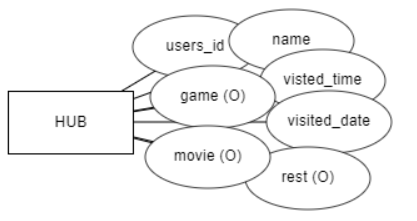 users_id
name
visted_time
game (O)
HUB
visited_date
movie (O)
rest (O)